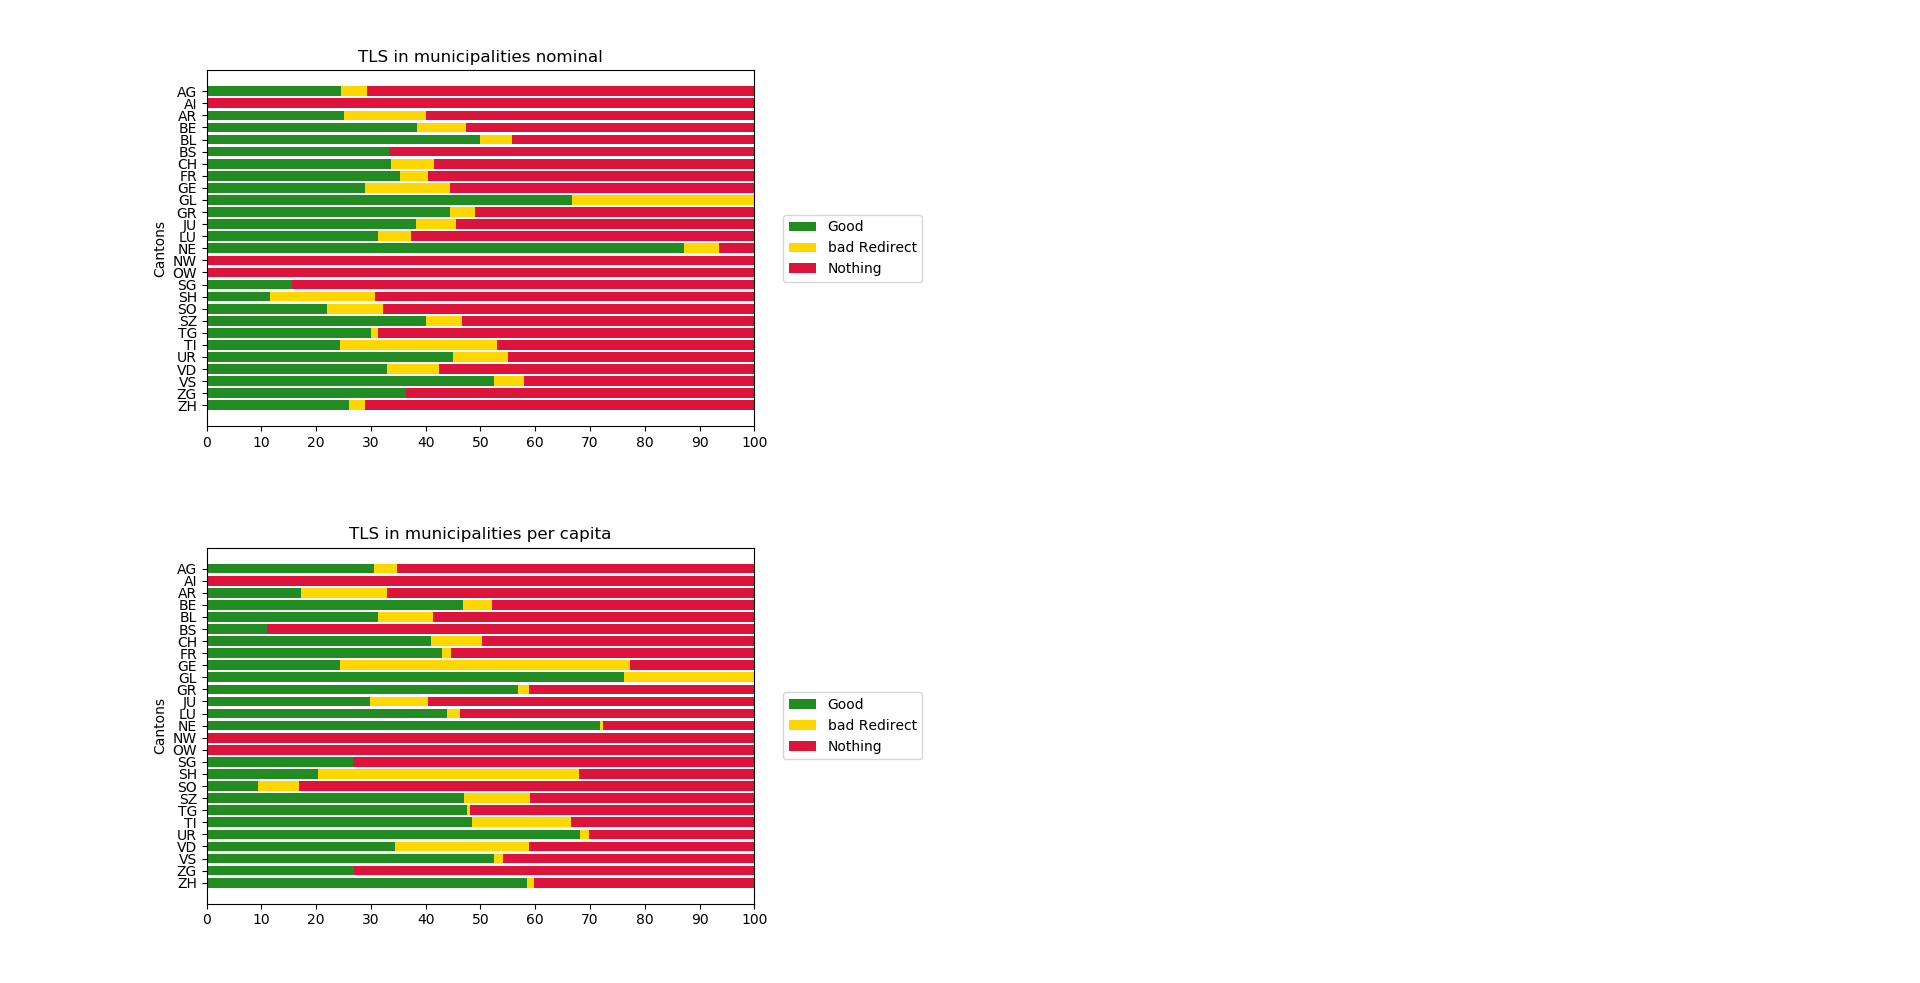 TLS in municipalities nominal
Cantons
AG
AI
AR
BE
BL
BS
CH
FR
GE
GL
GR
JU
LU
NE
NW
OW
SG
SH
SO
SZ
TG
TI
UR
VD
VS
ZG
ZH
0 10 20 30 40 50 60 70 80 90 100
Good
bad Redirect
Nothing
TLS in municipalities per capita
Cantons
AG
AI
AR
BE
BL
BS
CH
FR
GE
GL
GR
JU
LU
NE
NW
OW
SG
SH
SO
SZ
TG
TI
UR
VD
VS
ZG
ZH
0 10 20 30 40 50 60 70 80 90 100
Good
bad Redirect
Nothing